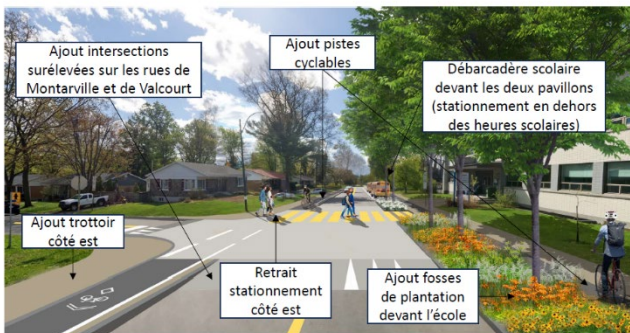 Ajout intersections
surélevées sur les rues de
Montarville et de Valcourt
Ajout pistes
cyclables
Débarcadère scolaire
devant les deux pavillons
(stationnement en dehors
des heures scolaires)
Ajout trottoir
côté est
Retrait
stationnement
côté est
Ajout fosses
de plantation
devant l'école